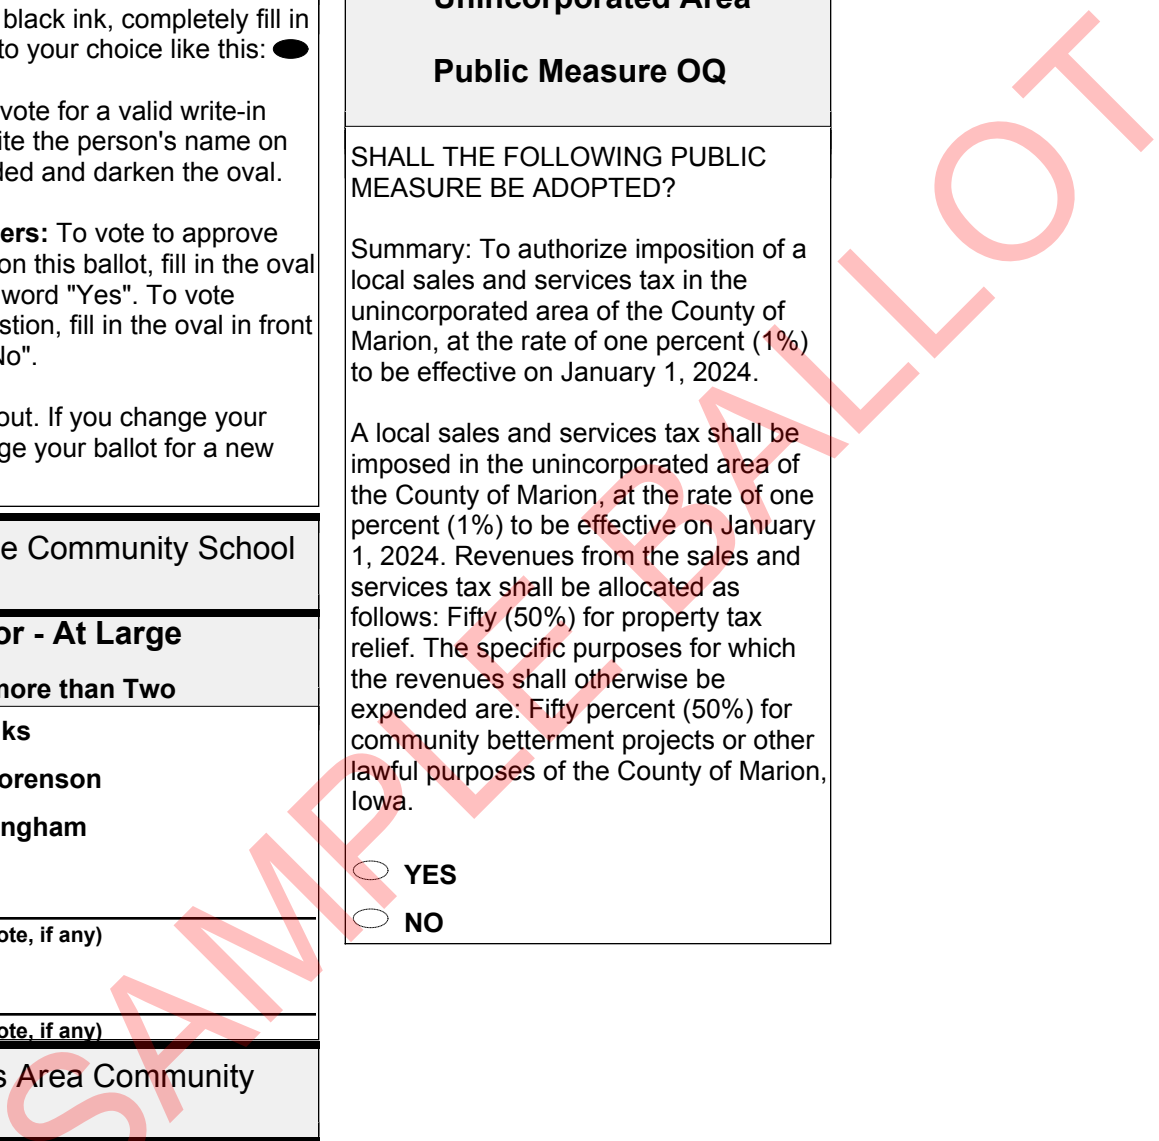 black ink, completely fill in
to your choice like this:
vote for a valid write-in
ite the person's name on
ded and darken the oval.
ers: To vote to approve
on this ballot, fill in the oval
word "Yes". To vote
stion, fill in the oval in front
No".
out. If you change your
ge your ballot for a new
e Community School
or - At Large
more than Two
ks
orenson
ngham
ote, if any)
ote, if any)
s Area Community
Unincorporated Area
Public Measure OQ
SHALL THE FOLLOWING PUBLIC
MEASURE BE ADOPTED?
Summary: To authorize imposition of a
local sales and services tax in the
unincorporated area of the County of
Marion, at the rate of one percent (1%)
to be effective on January 1, 2024.
A local sales and services tax shall be
imposed in the unincorporated area of
the County of Marion, at the rate of one
percent (1%) to be effective on January
1, 2024. Revenues from the sales and
services tax shall be allocated as
follows: Fifty (50%) for property tax
relief. The specific purposes for which
the revenues shall otherwise be
expended are: Fifty percent (50%) for
community betterment projects or other
lawful purposes of the County of Marion,
Iowa.
YES
NO
SAMPLE BALLOT